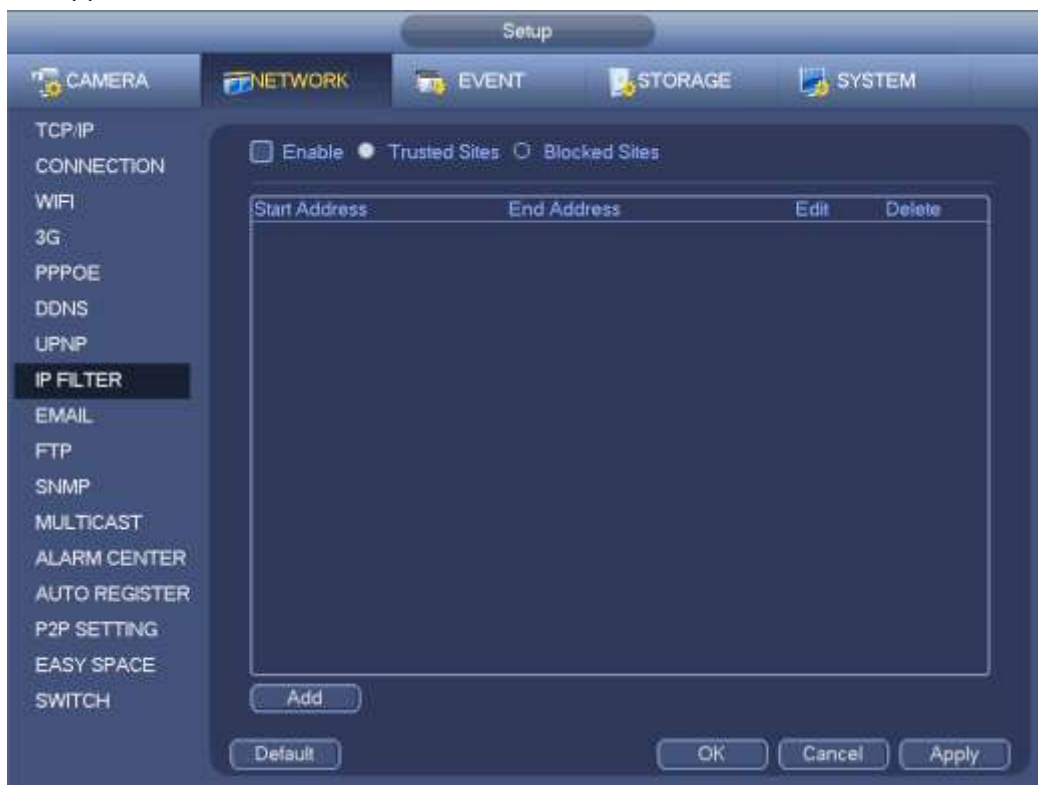 Setup
CAMERA NETWORK EVENT STORAGE SYSTEM
TCP/IP
CONNECTION
WIFI
3G
PPPOE
DDNS
UPNP
IP FILTER
EMAIL
FTP
SNMP
MULTICAST
ALARM CENTER
AUTO REGISTER
P2P SETTING
EASY SPACE
SWITCH
Enable Trusted Sites Blocked Sites
Start Address End Address Edit Delete
Add
Default OK Cancel Apply